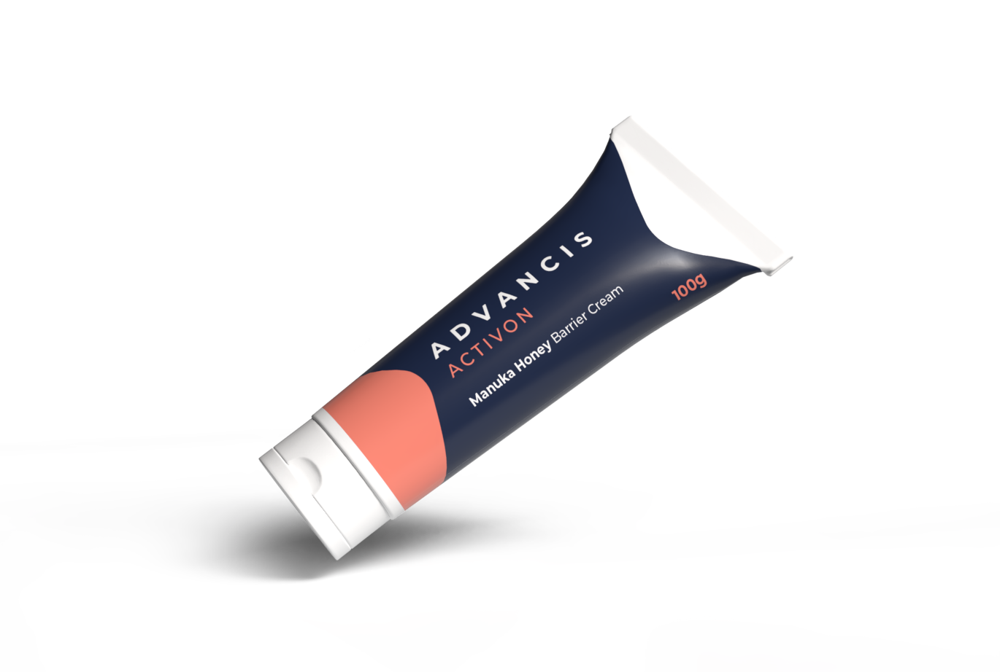 ADVANCIS
ACTIVON
Manuka Honey Barrier Cream
100g